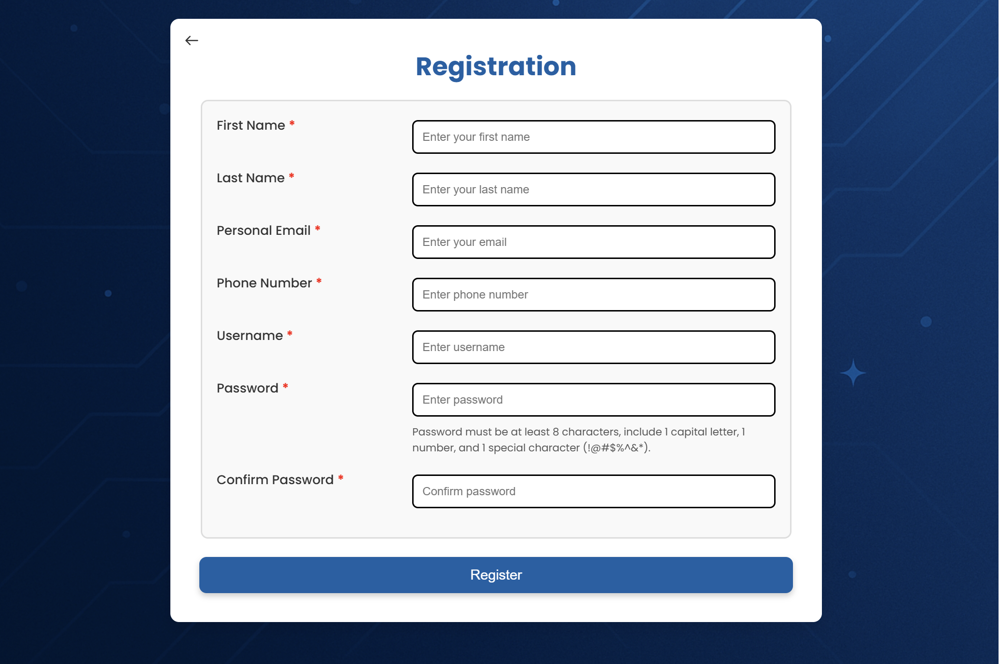 Registration
First Name *
Enter your first name
Last Name *
Enter your last name
Personal Email *
Enter your email
Phone Number *
Enter phone number
Username *
Enter username
Password *
Enter password
Password must be at least 8 characters, include 1 capital letter, 1
number, and 1 special character (!@#$%^&*).
Confirm Password *
Confirm password
Register